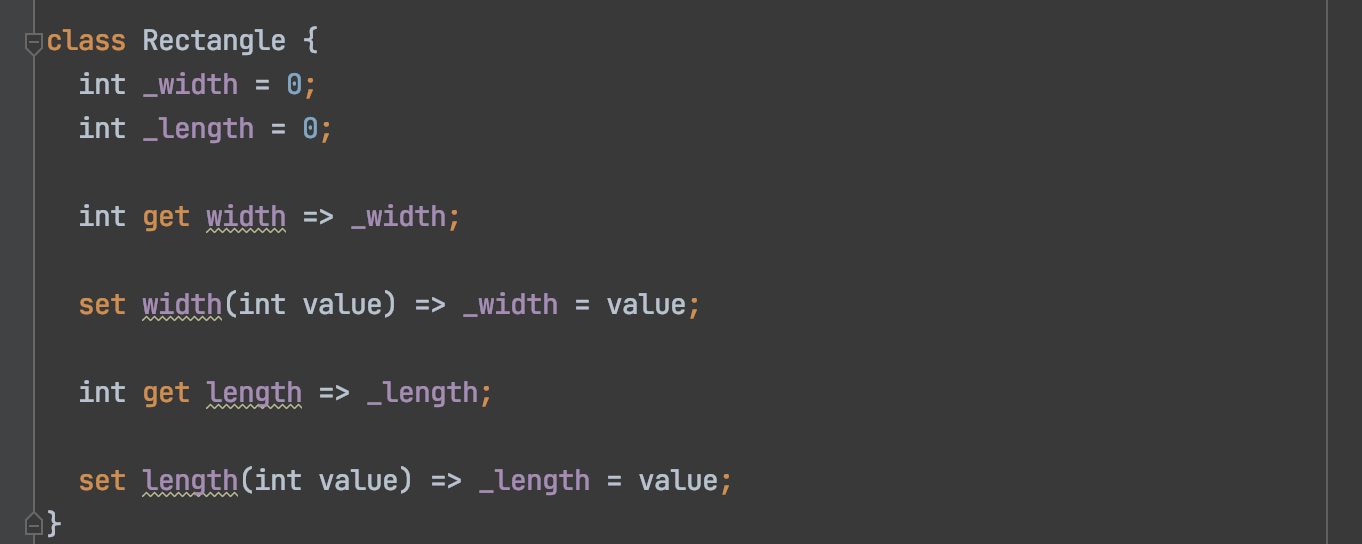 class Rectangle {
  int _width = 0;
  int _length = 0;

  int get width => _width;

  set width(int value) => _width = value;

  int get length => _length;

  set length(int value) => _length = value;
}